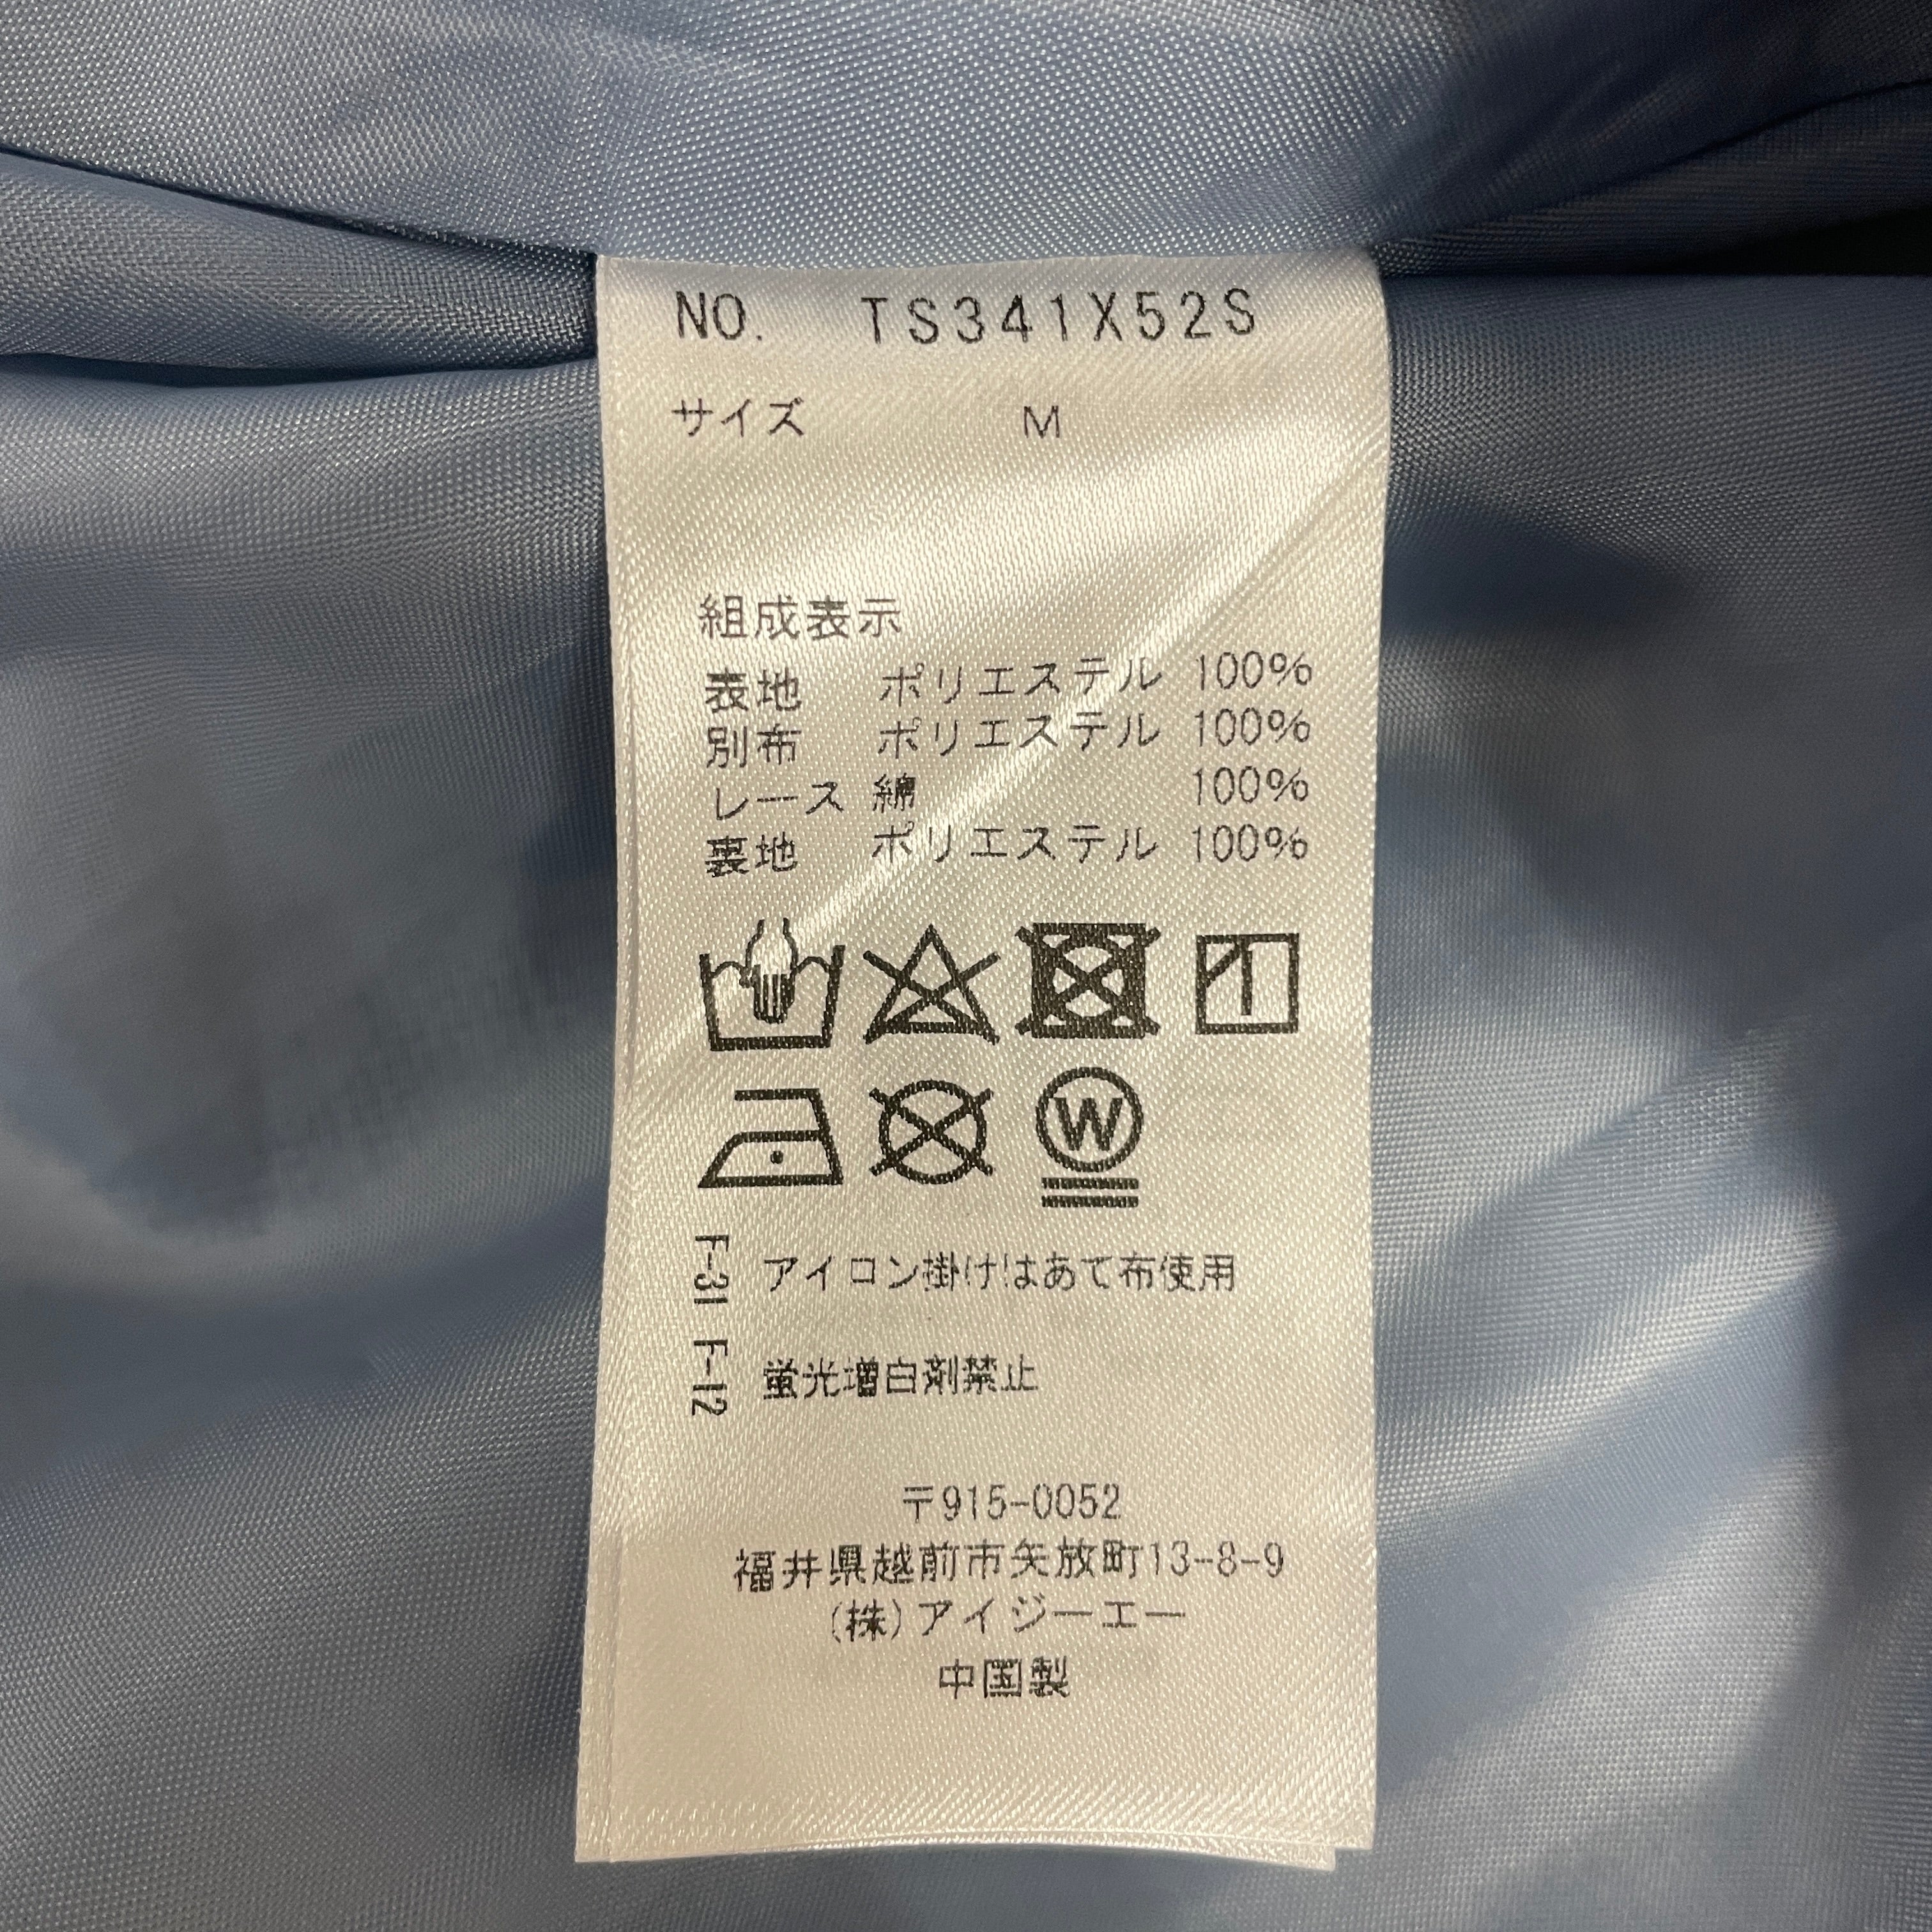 NO. TS341X52S
サイズ M
組成表示
表地 ポリエステル 100%
別布 ポリエステル 100%
レース 綿 100%
裏地 ポリエステル 100%
W
F-31 アイロン掛けはあて布使用
F-12 蛍光増白剤禁止
〒915-0052
福井県越前市矢放町13-8-9
(株)アイジーエー
中国製